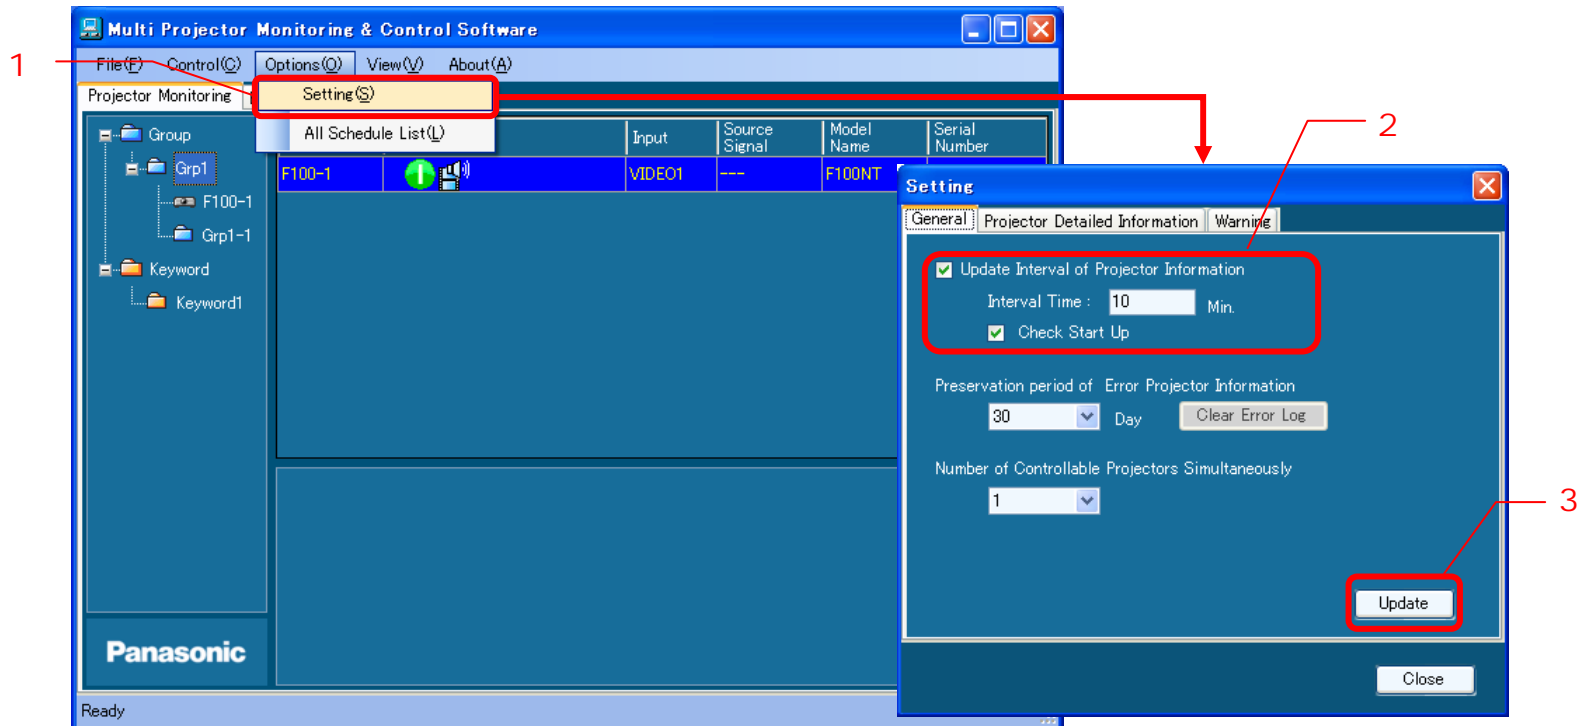 Multi Projector Monitoring & Control Software
1
File(F) Control(C) Options(O) View(V) About(A)
Projector Monitoring
Setting(S)
All Schedule List(L)
Group
Grp1
F100-1
Grp1-1
Keyword
Keyword1
Input
Source Signal
Model Name
Serial Number
F100-1
VIDEO1
---
F100NT
2
Setting
General Projector Detailed Information Warning
Update Interval of Projector Information
Interval Time : 10 Min.
Check Start Up
Preservation period of Error Projector Information
30 Day Clear Error Log
Number of Controllable Projectors Simultaneously
1
3
Update
Close
Panasonic
Ready